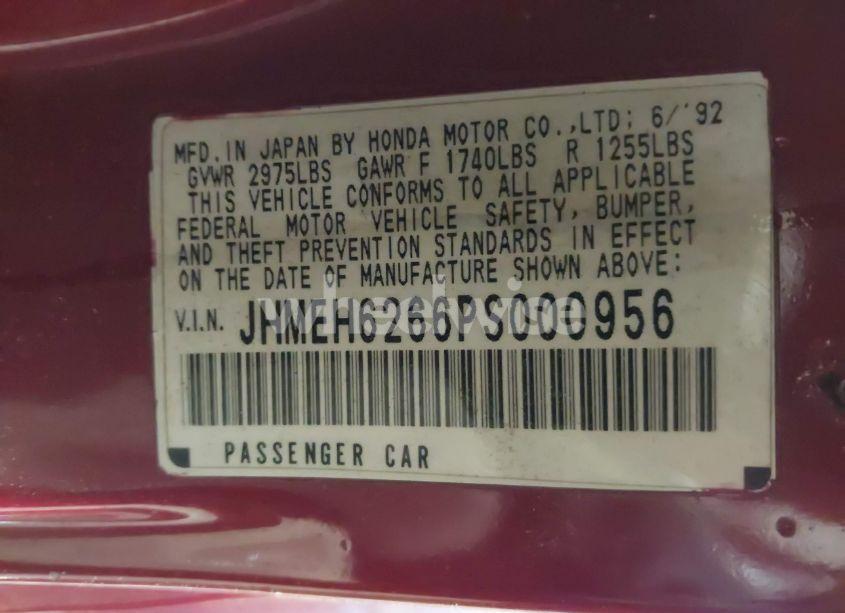 MFD. IN JAPAN BY HONDA MOTOR CO.,LTD; 6/'92
GVWR 2975LBS GAWR F 1740LBS R 1255LBS
THIS VEHICLE CONFORMS TO ALL APPLICABLE
FEDERAL MOTOR VEHICLE SAFETY, BUMPER,
AND THEFT PREVENTION STANDARDS IN EFFECT
ON THE DATE OF MANUFACTURE SHOWN ABOVE:
V.I.N. JHMEH6266PS000956
wheelwise
PASSENGER CAR